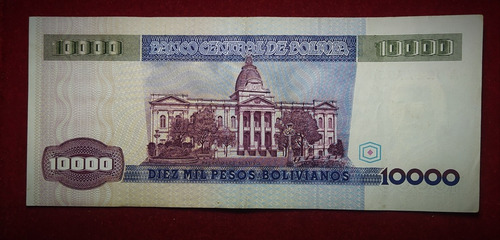 10000 BANCO CENTRAL DE BOLIVIA 10000
10000 DIEZ MIL PESOS BOLIVIANOS 10000